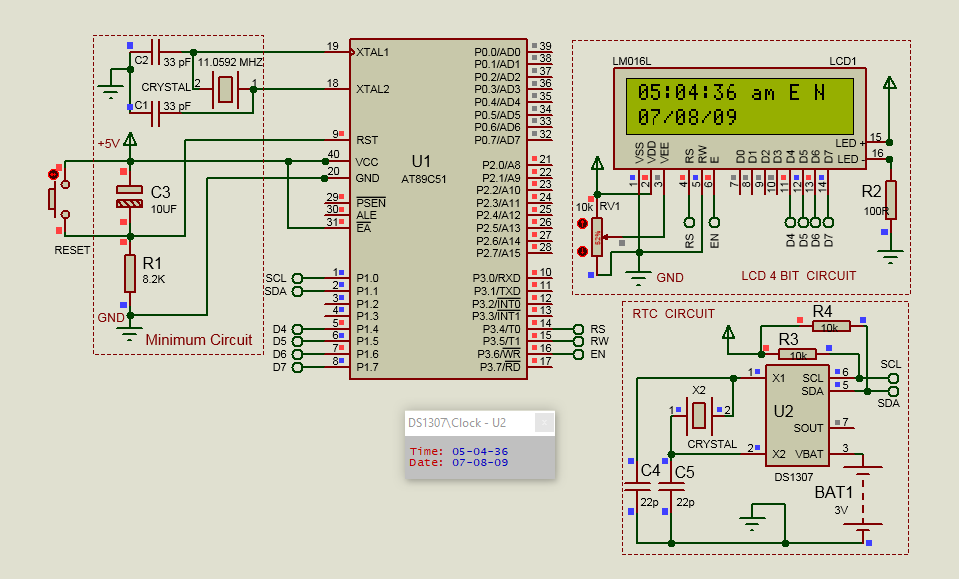 C2
33 pF
11.0592 MHZ
CRYSTAL
2
1
C1
33 pF
+5V
C3
10UF
RESET
R1
8.2K
GND
Minimum Circuit
19
XTAL1
18
XTAL2
9
RST
40
VCC
20
GND
29
PSEN
30
ALE
31
EA
U1
AT89C51
SCL
1
P1.0
SDA
2
P1.1
3
P1.2
4
P1.3
D4
5
P1.4
D5
6
P1.5
D6
7
P1.6
D7
8
P1.7
P0.0/AD0
39
P0.1/AD1
38
P0.2/AD2
37
P0.3/AD3
36
P0.4/AD4
35
P0.5/AD5
34
P0.6/AD6
33
P0.7/AD7
32
P2.0/A8
21
P2.1/A9
22
P2.2/A10
23
P2.3/A11
24
P2.4/A12
25
P2.5/A13
26
P2.6/A14
27
P2.7/A15
28
P3.0/RXD
10
P3.1/TXD
11
P3.2/INT0
12
P3.3/INT1
13
P3.4/T0
14
RS
P3.5/T1
15
RW
P3.6/WR
16
EN
P3.7/RD
17
LM016L
LCD1
05:04:36 am E N
07/08/09
LED +
15
LED -
16
VSS
VDD
VEE
RS
RW
E
D0
D1
D2
D3
D4
D5
D6
D7
1
2
3
4
5
6
7
8
9
10
11
12
13
14
10k
RV1
52%
RS
EN
D4
D5
D6
D7
R2
100R
GND
LCD 4 BIT CIRCUIT
RTC CIRCUIT
R4
10k
R3
10k
SCL
SDA
X2
1
2
CRYSTAL
1
X1
2
X2
U2
DS1307
SCL
6
SDA
5
SOUT
7
VBAT
3
C4
22p
C5
22p
BAT1
3V
DS1307\Clock - U2
Time: 05-04-36
Date: 07-08-09